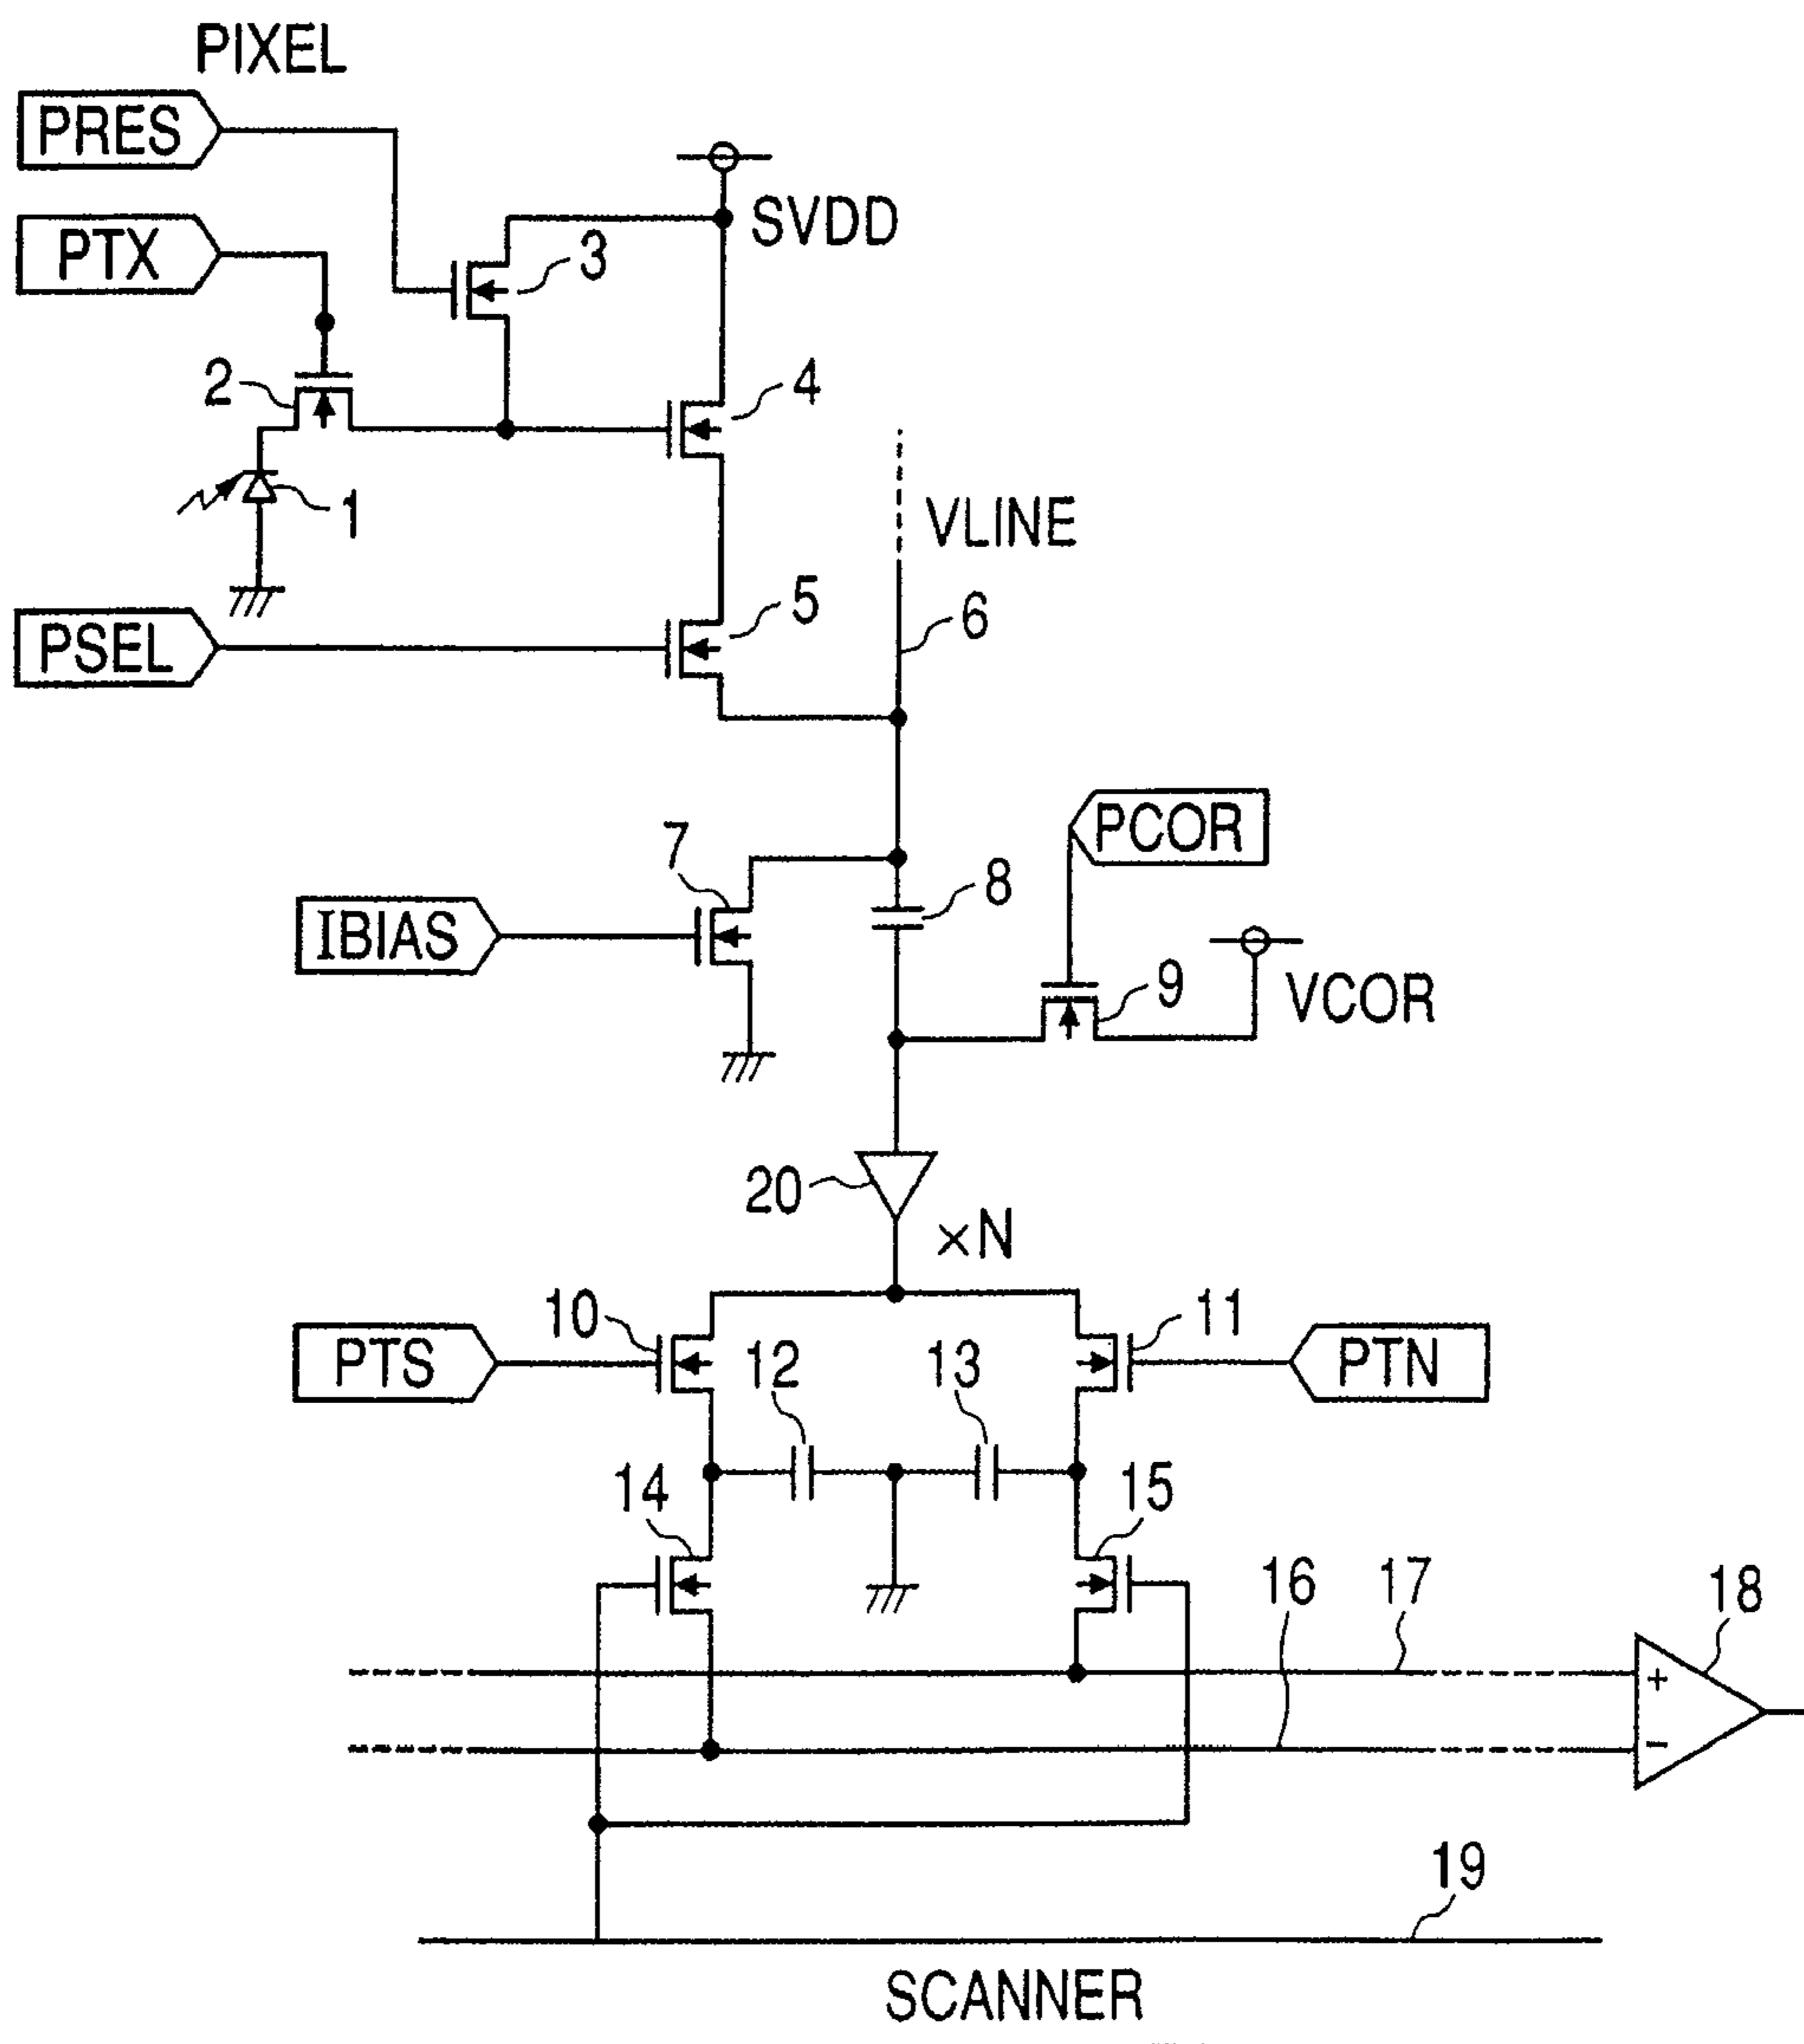 PIXEL
PRES
SVDD
PTX
3
2
4
1
VLINE
5
6
PSEL
PCOR
7
8
IBIAS
9
VCOR
20
×N
10
11
PTS
12
13
PTN
14
15
16
17
18
+
−
19
SCANNER